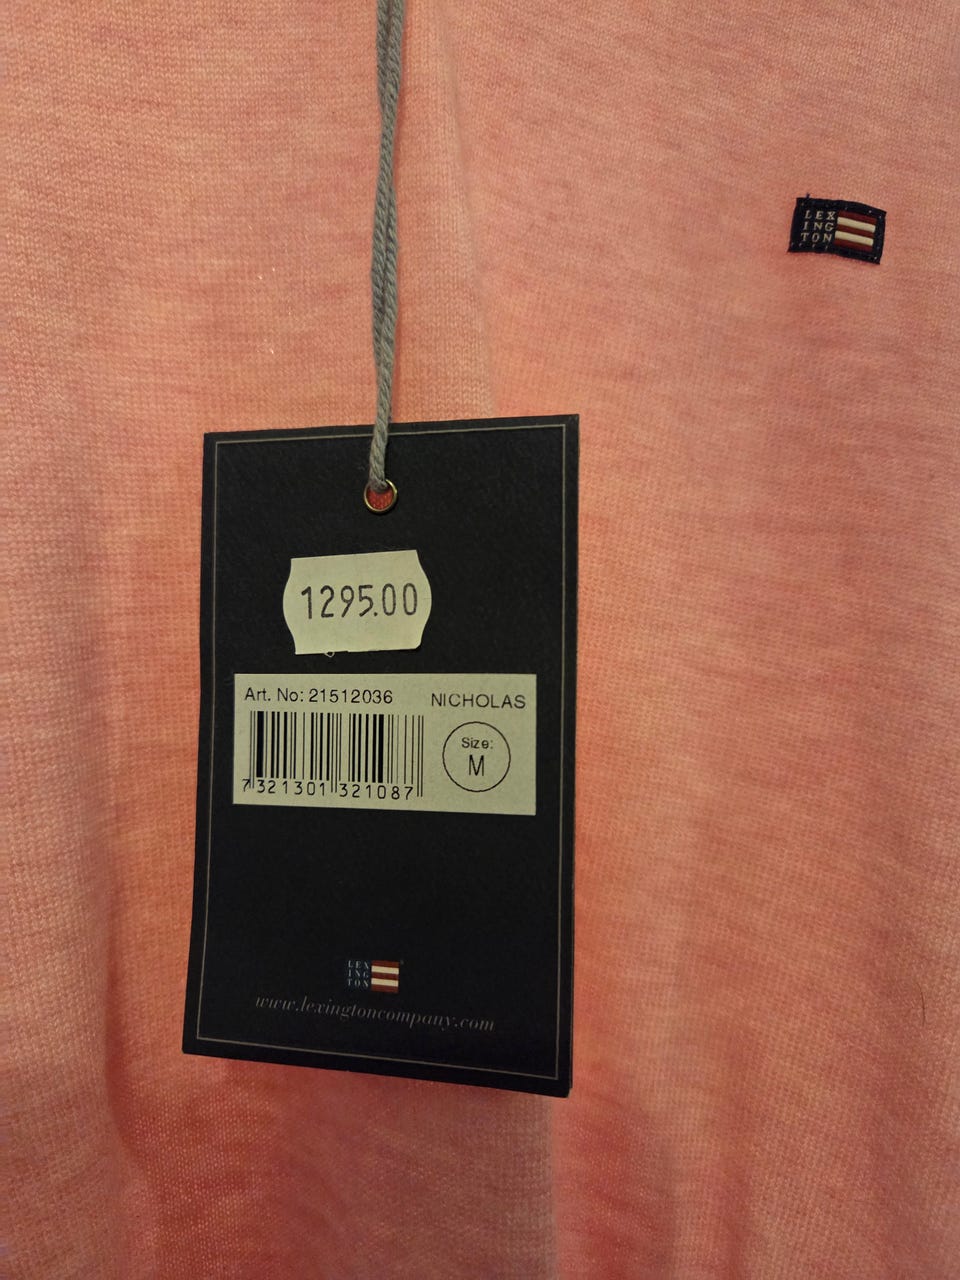 LEX
ING
TON
1295.00
Art. No: 21512036 NICHOLAS
Size:
M
7 321301 321087
LEX
ING
TON
www.lexingtoncompany.com